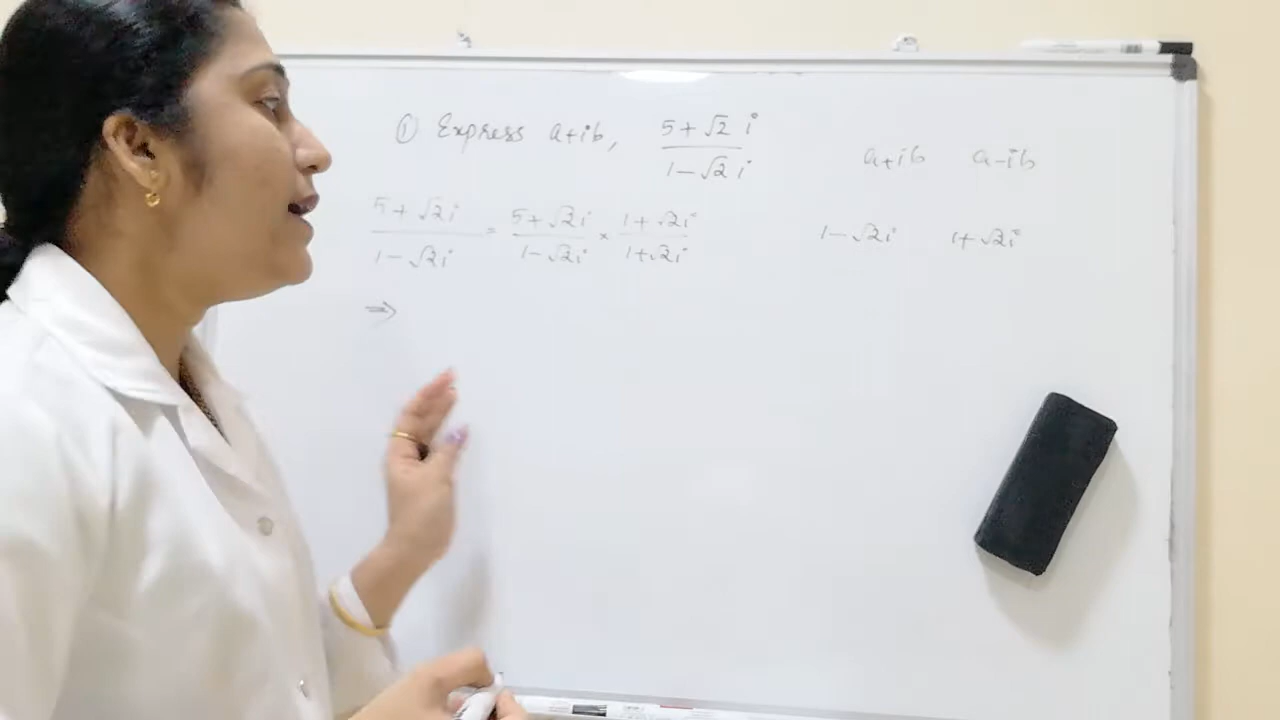 ① Express a+ib, (5+√2 i)/(1-√2 i)
a+ib a-ib
(5+√2i)/(1-√2i) = (5+√2i)/(1-√2i) × (1+√2i)/(1+√2i)
1-√2i 1+√2i
⇒